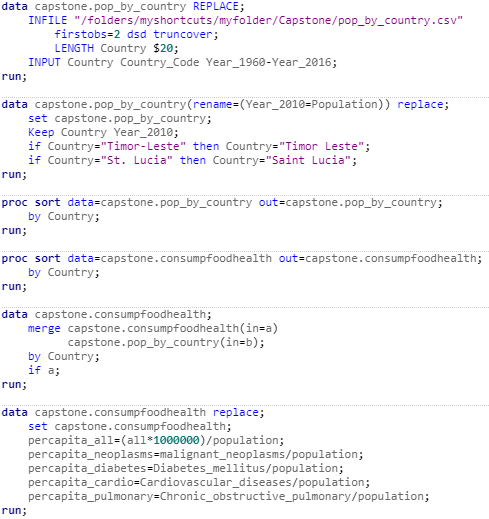 data capstone.pop_by_country REPLACE;
    INFILE "/folders/myshortcuts/myfolder/Capstone/pop_by_country.csv"
        firstobs=2 dsd truncover;
        LENGTH Country $20;
    INPUT Country Country_Code Year_1960-Year_2016;
run;
data capstone.pop_by_country(rename=(Year_2010=Population)) replace;
    set capstone.pop_by_country;
    Keep Country Year_2010;
    if Country="Timor-Leste" then Country="Timor Leste";
    if Country="St. Lucia" then Country="Saint Lucia";
run;
proc sort data=capstone.pop_by_country out=capstone.pop_by_country;
    by Country;
run;
proc sort data=capstone.consumpfoodhealth out=capstone.consumpfoodhealth;
    by Country;
run;
data capstone.consumpfoodhealth;
    merge capstone.consumpfoodhealth(in=a)
          capstone.pop_by_country(in=b);
    by Country;
    if a;
run;
data capstone.consumpfoodhealth replace;
    set capstone.consumpfoodhealth;
    percapita_all=(all*1000000)/population;
    percapita_neoplasms=malignant_neoplasms/population;
    percapita_diabetes=Diabetes_mellitus/population;
    percapita_cardio=Cardiovascular_diseases/population;
    percapita_pulmonary=Chronic_obstructive_pulmonary/population;
run;